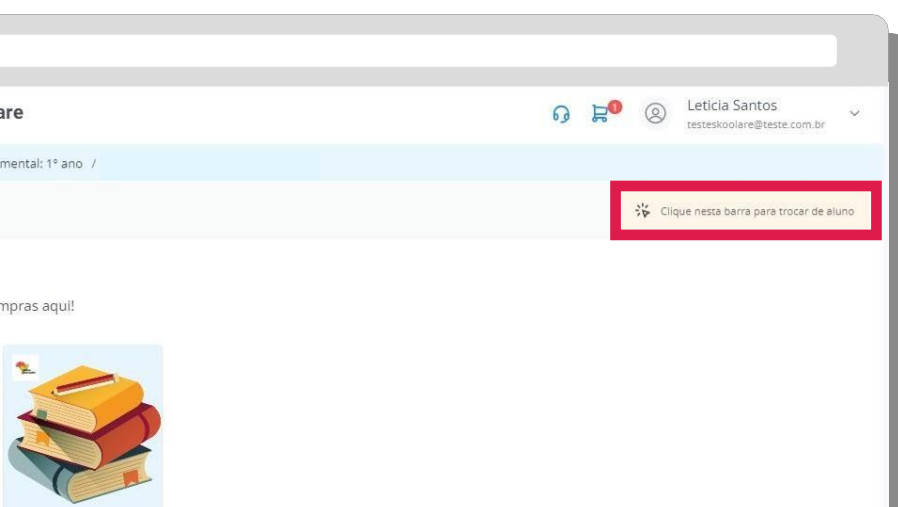 are
1
Leticia Santos
testeskoolare@teste.com.br
mental: 1º ano /
Clique nesta barra para trocar de aluno
mpras aqui!